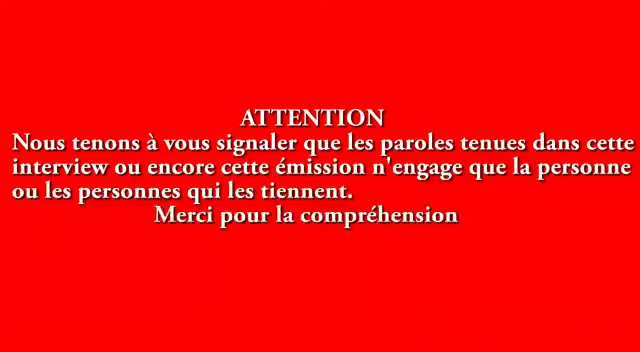 ATTENTION
Nous tenons à vous signaler que les paroles tenues dans cette
interview ou encore cette émission n'engage que la personne
ou les personnes qui les tiennent.
Merci pour la compréhension